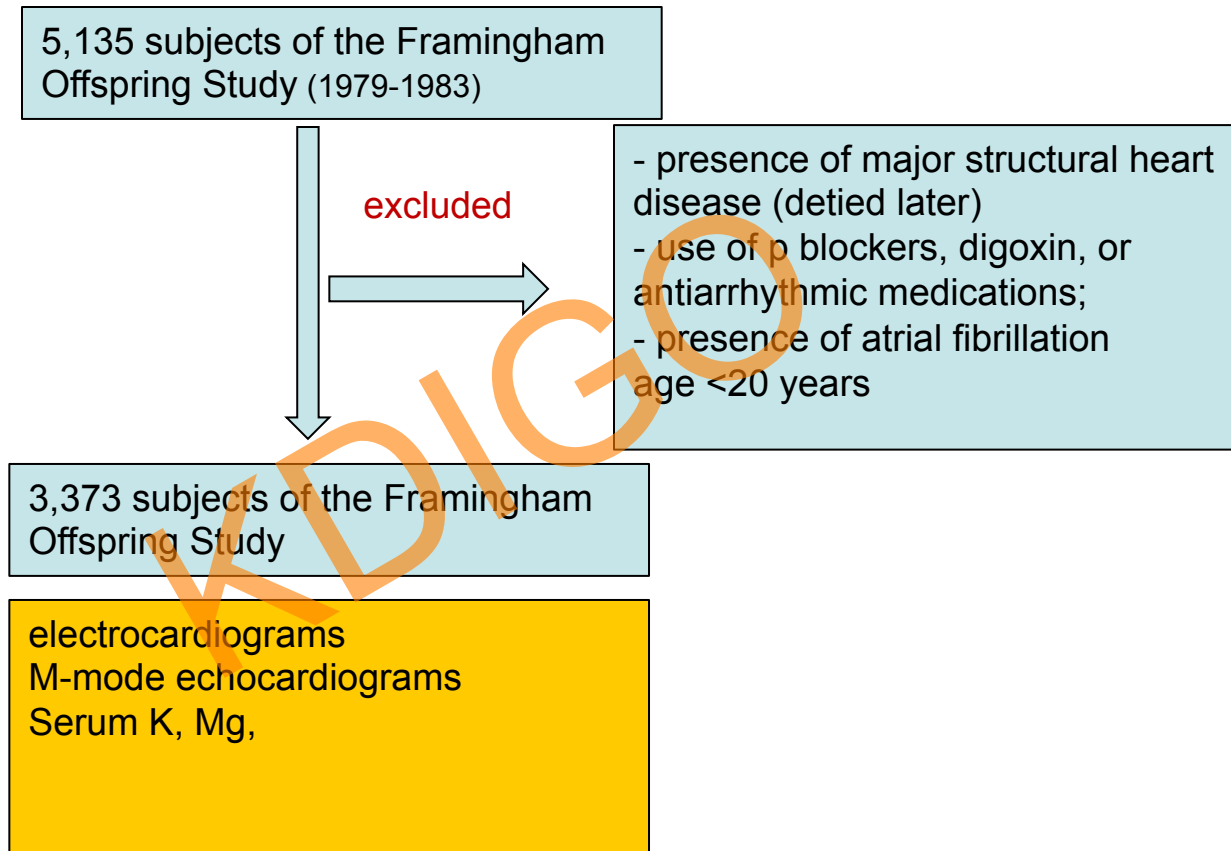 5,135 subjects of the Framingham
Offspring Study (1979-1983)
excluded
- presence of major structural heart
disease (detied later)
- use of p blockers, digoxin, or
antiarrhythmic medications;
- presence of atrial fibrillation
age <20 years
3,373 subjects of the Framingham
Offspring Study
electrocardiograms
M-mode echocardiograms
Serum K, Mg,
KDIGO